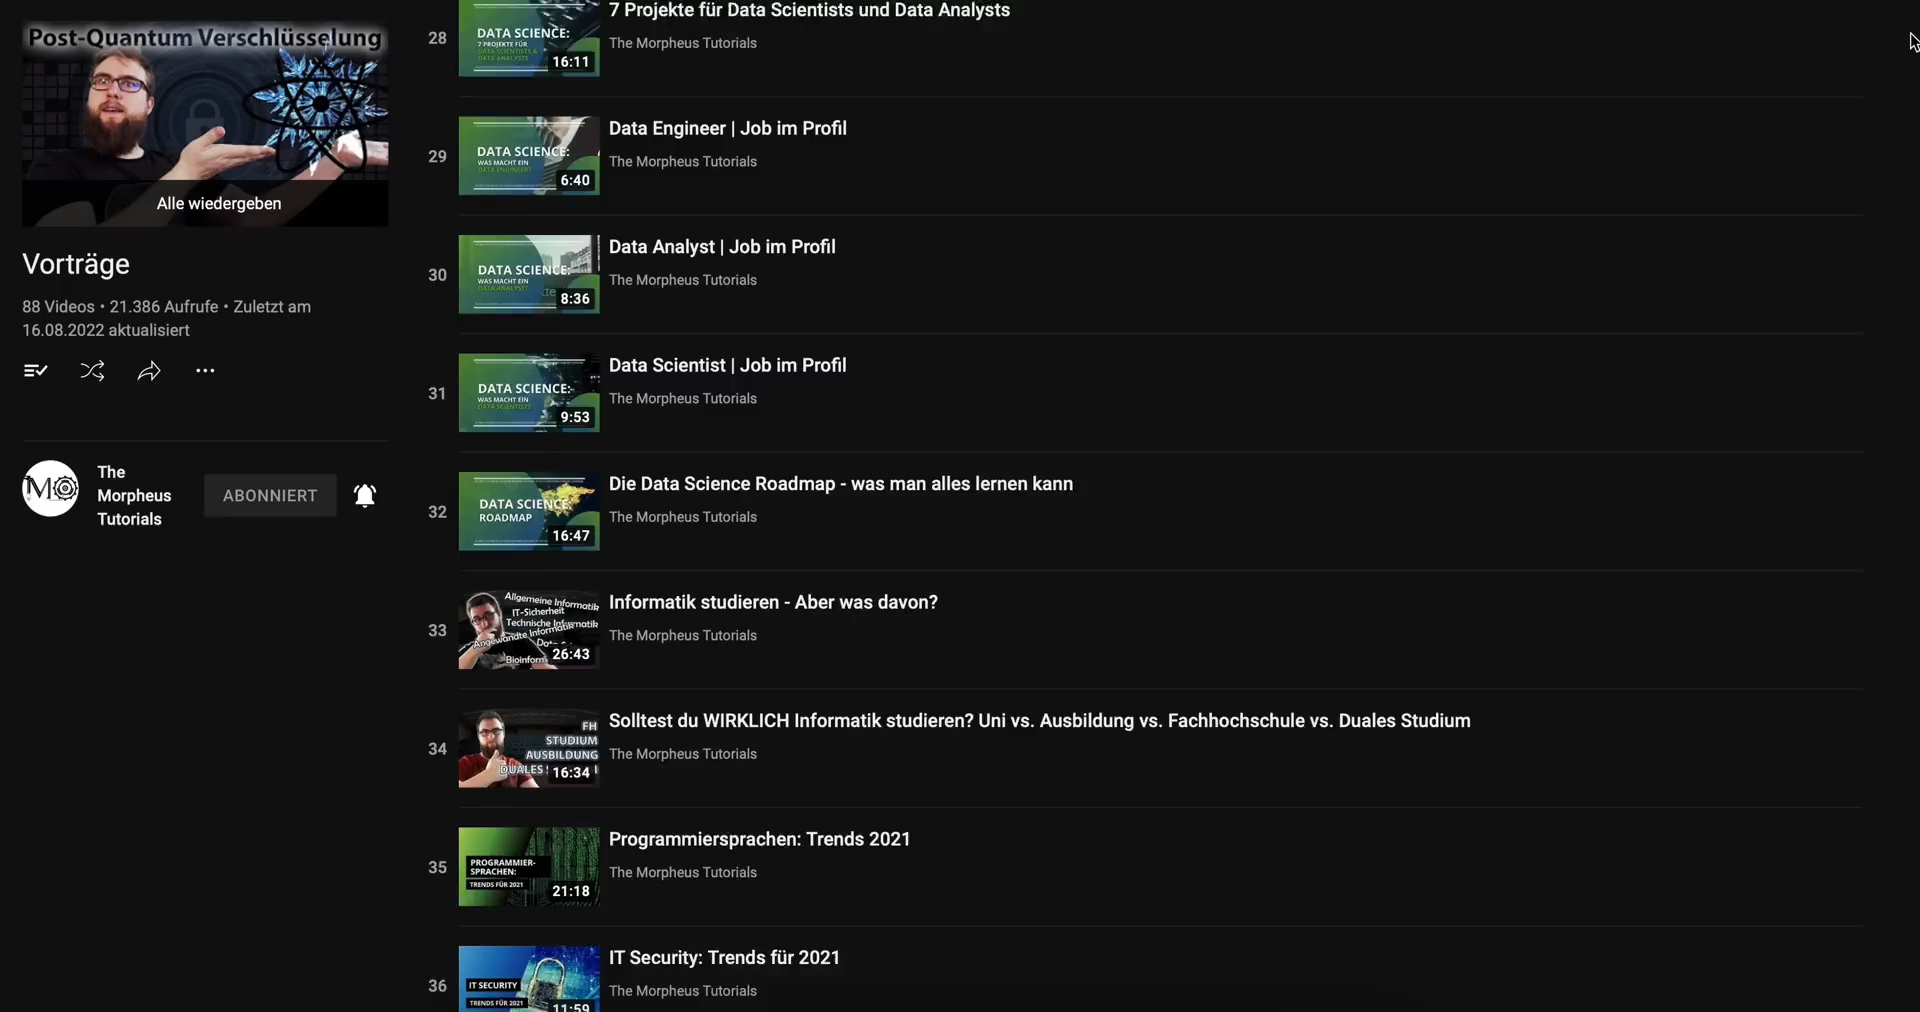 Post-Quantum Verschlüsselung
Alle wiedergeben
Vorträge
88 Videos • 21.386 Aufrufe • Zuletzt am
16.08.2022 aktualisiert
MO
The
Morpheus
Tutorials
ABONNIERT
28
DATA SCIENCE:
7 PROJEKTE FÜR
DATA SCIENTISTS &
DATA ANALYSTS
16:11
7 Projekte für Data Scientists und Data Analysts
The Morpheus Tutorials
29
DATA SCIENCE:
WAS MACHT EIN
DATA ENGINEER?
6:40
Data Engineer | Job im Profil
The Morpheus Tutorials
30
DATA SCIENCE:
WAS MACHT EIN
DATA ANALYST?
8:36
Data Analyst | Job im Profil
The Morpheus Tutorials
31
DATA SCIENCE:
WAS MACHT EIN
DATA SCIENTIST?
9:53
Data Scientist | Job im Profil
The Morpheus Tutorials
32
DATA SCIENCE:
ROADMAP
16:47
Die Data Science Roadmap - was man alles lernen kann
The Morpheus Tutorials
33
Allgemeine Informatik
IT-Sicherheit
Technische Informatik
Angewandte Informatik
Bioinform
26:43
Informatik studieren - Aber was davon?
The Morpheus Tutorials
34
FH
STUDIUM
AUSBILDUNG
DUALES
16:34
Solltest du WIRKLICH Informatik studieren? Uni vs. Ausbildung vs. Fachhochschule vs. Duales Studium
The Morpheus Tutorials
35
PROGRAMMIER-
SPRACHEN:
TRENDS FÜR 2021
21:18
Programmiersprachen: Trends 2021
The Morpheus Tutorials
36
IT SECURITY
TRENDS FÜR 2021
11:59
IT Security: Trends für 2021
The Morpheus Tutorials